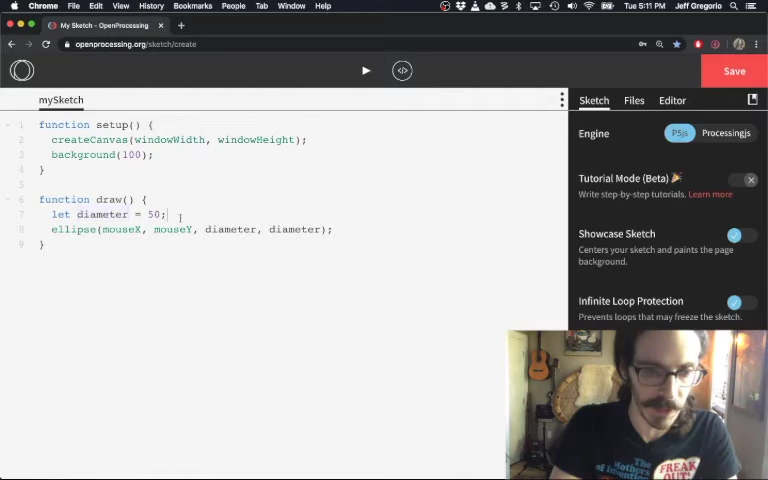 Chrome File Edit View History Bookmarks People Tab Window Help Tue 5:11 PM Jeff Gregorio
My Sketch - OpenProcessing
openprocessing.org/sketch/create
</> Save
mySketch
Sketch Files Editor
1 function setup() {
2 createCanvas(windowWidth, windowHeight);
3 background(100);
4 }
5
6 function draw() {
7 let diameter = 50;
8 ellipse(mouseX, mouseY, diameter, diameter);
9 }
Engine P5js Processingjs
Tutorial Mode (Beta)
Write step-by-step tutorials. Learn more
Showcase Sketch
Centers your sketch and paints the page
background.
Infinite Loop Protection
Prevents loops that may freeze the sketch.
The
Mothers
of Invention
FREAK
OUT!